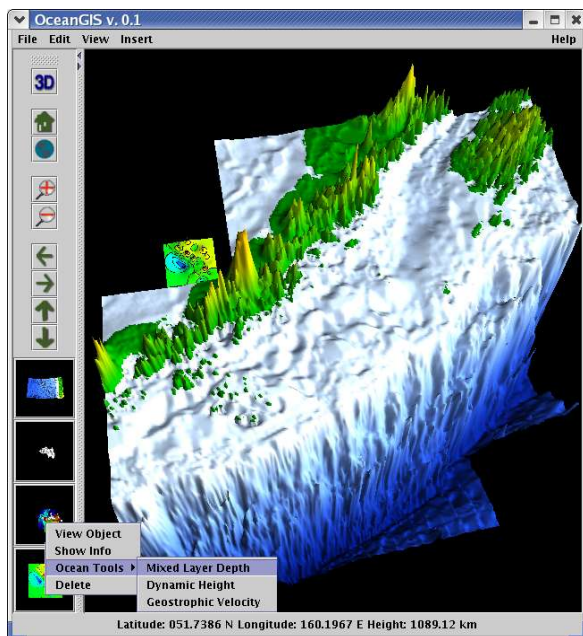 OceanGIS v. 0.1
File Edit View Insert Help
3D
View Object
Show Info
Ocean Tools
Delete
Mixed Layer Depth
Dynamic Height
Geostrophic Velocity
Latitude: 051.7386 N Longitude: 160.1967 E Height: 1089.12 km